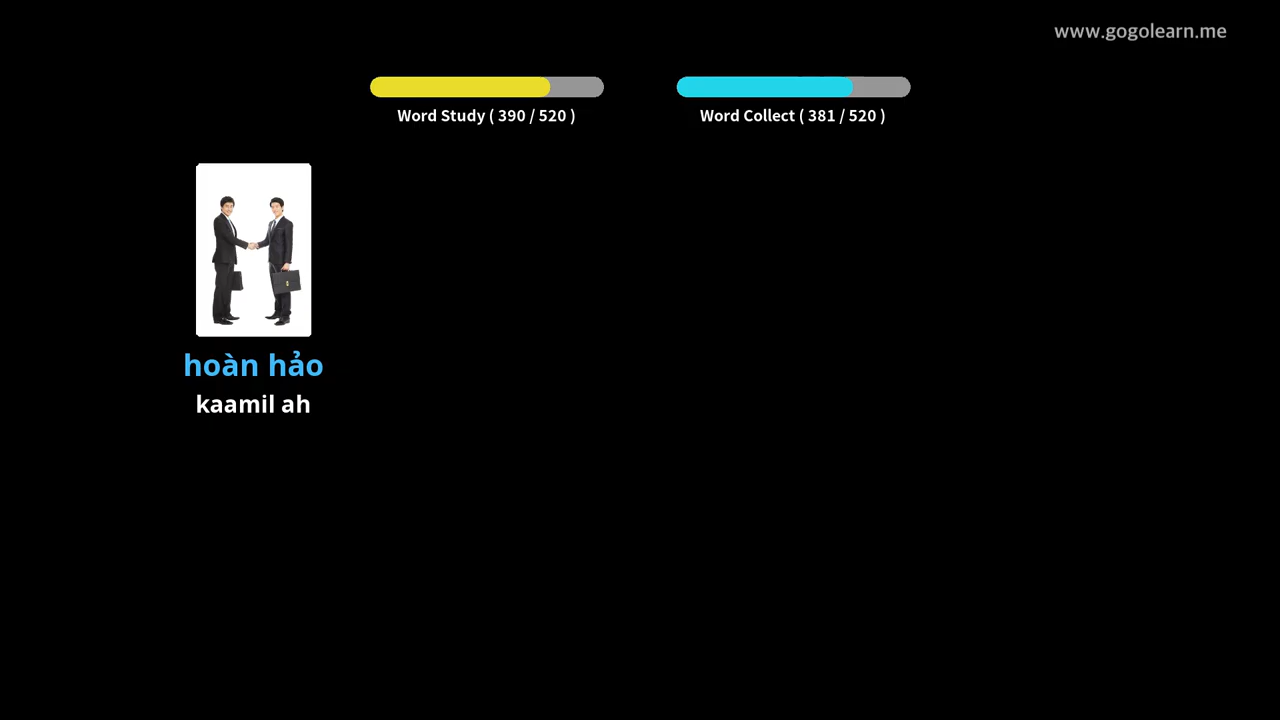 www.gogolearn.me
Word Study ( 390 / 520 )
Word Collect ( 381 / 520 )
hoàn hảo
kaamil ah